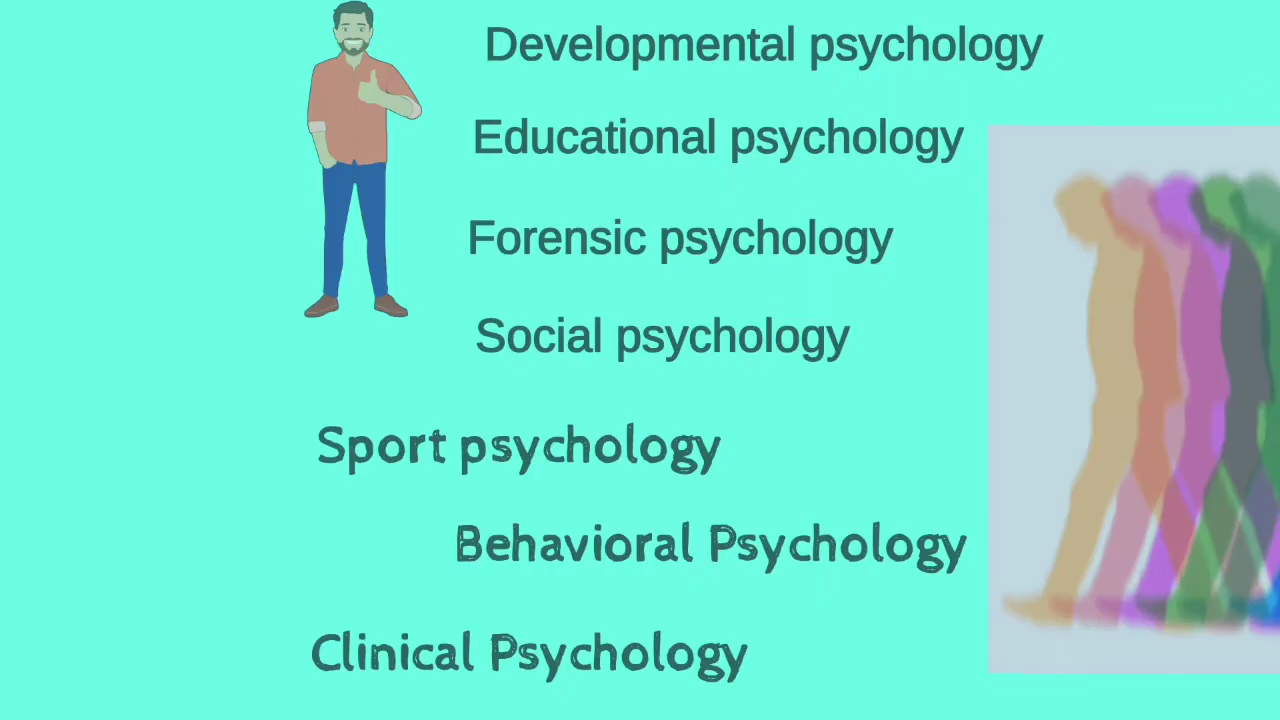 Developmental psychology
Educational psychology
Forensic psychology
Social psychology
Sport psychology
Behavioral Psychology
Clinical Psychology